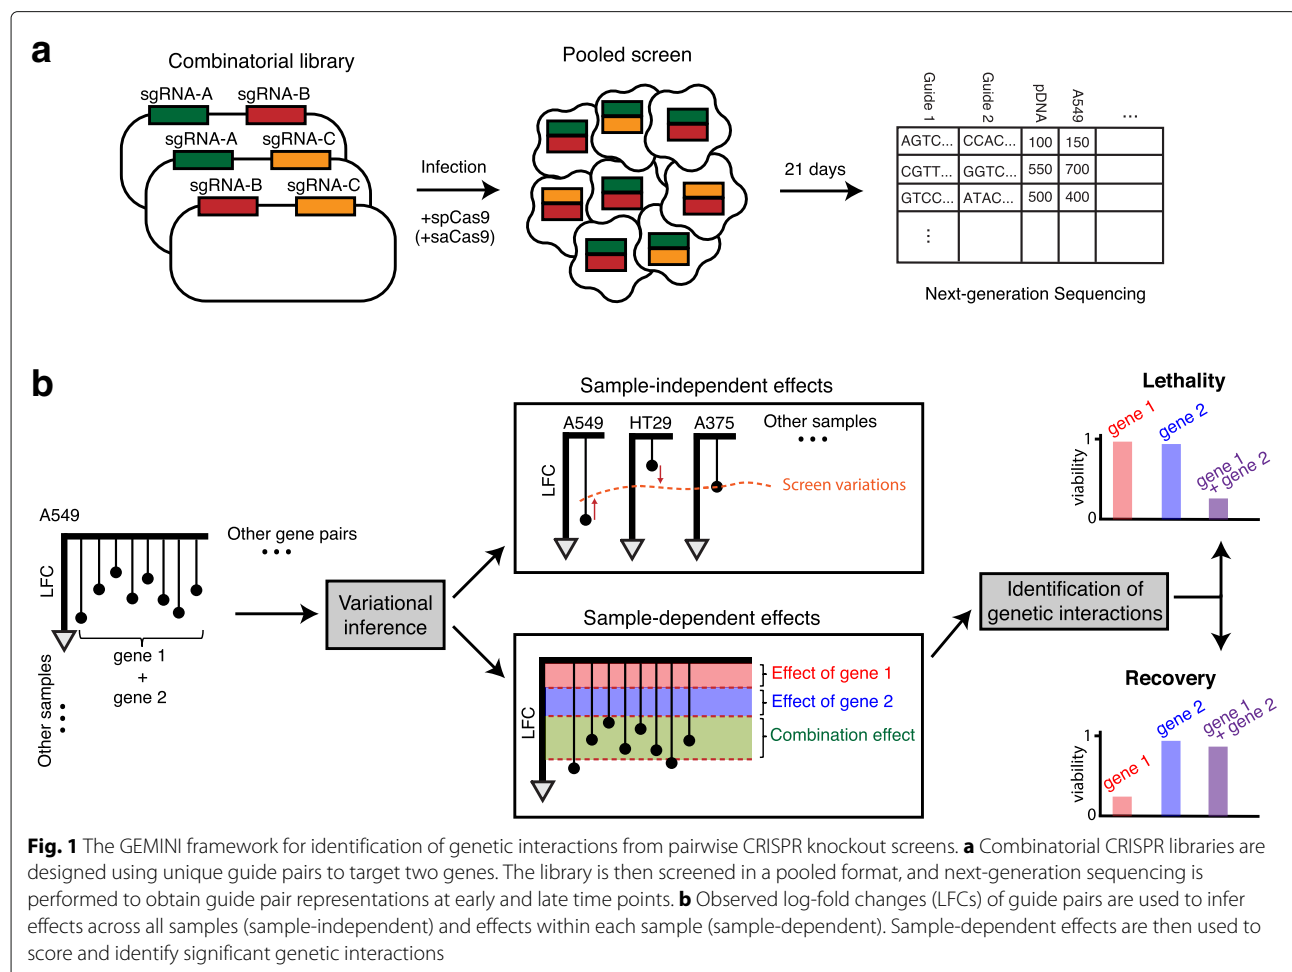 a
Combinatorial library
sgRNA-A
sgRNA-B
sgRNA-A
sgRNA-C
sgRNA-B
sgRNA-C
Infection
+spCas9
(+saCas9)
Pooled screen
21 days
Guide 1
Guide 2
pDNA
A549
...
AGTC... CCAC... 100 150
CGTT... GGTC... 550 700
GTCC... ATAC... 500 400
...
Next-generation Sequencing
b
A549
LFC
Other gene pairs
...
gene 1
+
gene 2
Other samples
...
Variational
inference
Sample-independent effects
A549
HT29
A375
Other samples
...
LFC
Screen variations
Sample-dependent effects
LFC
Effect of gene 1
Effect of gene 2
Combination effect
Identification of
genetic interactions
Lethality
viability
1
0
gene 1
gene 2
gene 1
+ gene 2
Recovery
viability
1
0
gene 1
gene 2
gene 1
+ gene 2
Fig. 1 The GEMINI framework for identification of genetic interactions from pairwise CRISPR knockout screens. a Combinatorial CRISPR libraries are
designed using unique guide pairs to target two genes. The library is then screened in a pooled format, and next-generation sequencing is
performed to obtain guide pair representations at early and late time points. b Observed log-fold changes (LFCs) of guide pairs are used to infer
effects across all samples (sample-independent) and effects within each sample (sample-dependent). Sample-dependent effects are then used to
score and identify significant genetic interactions